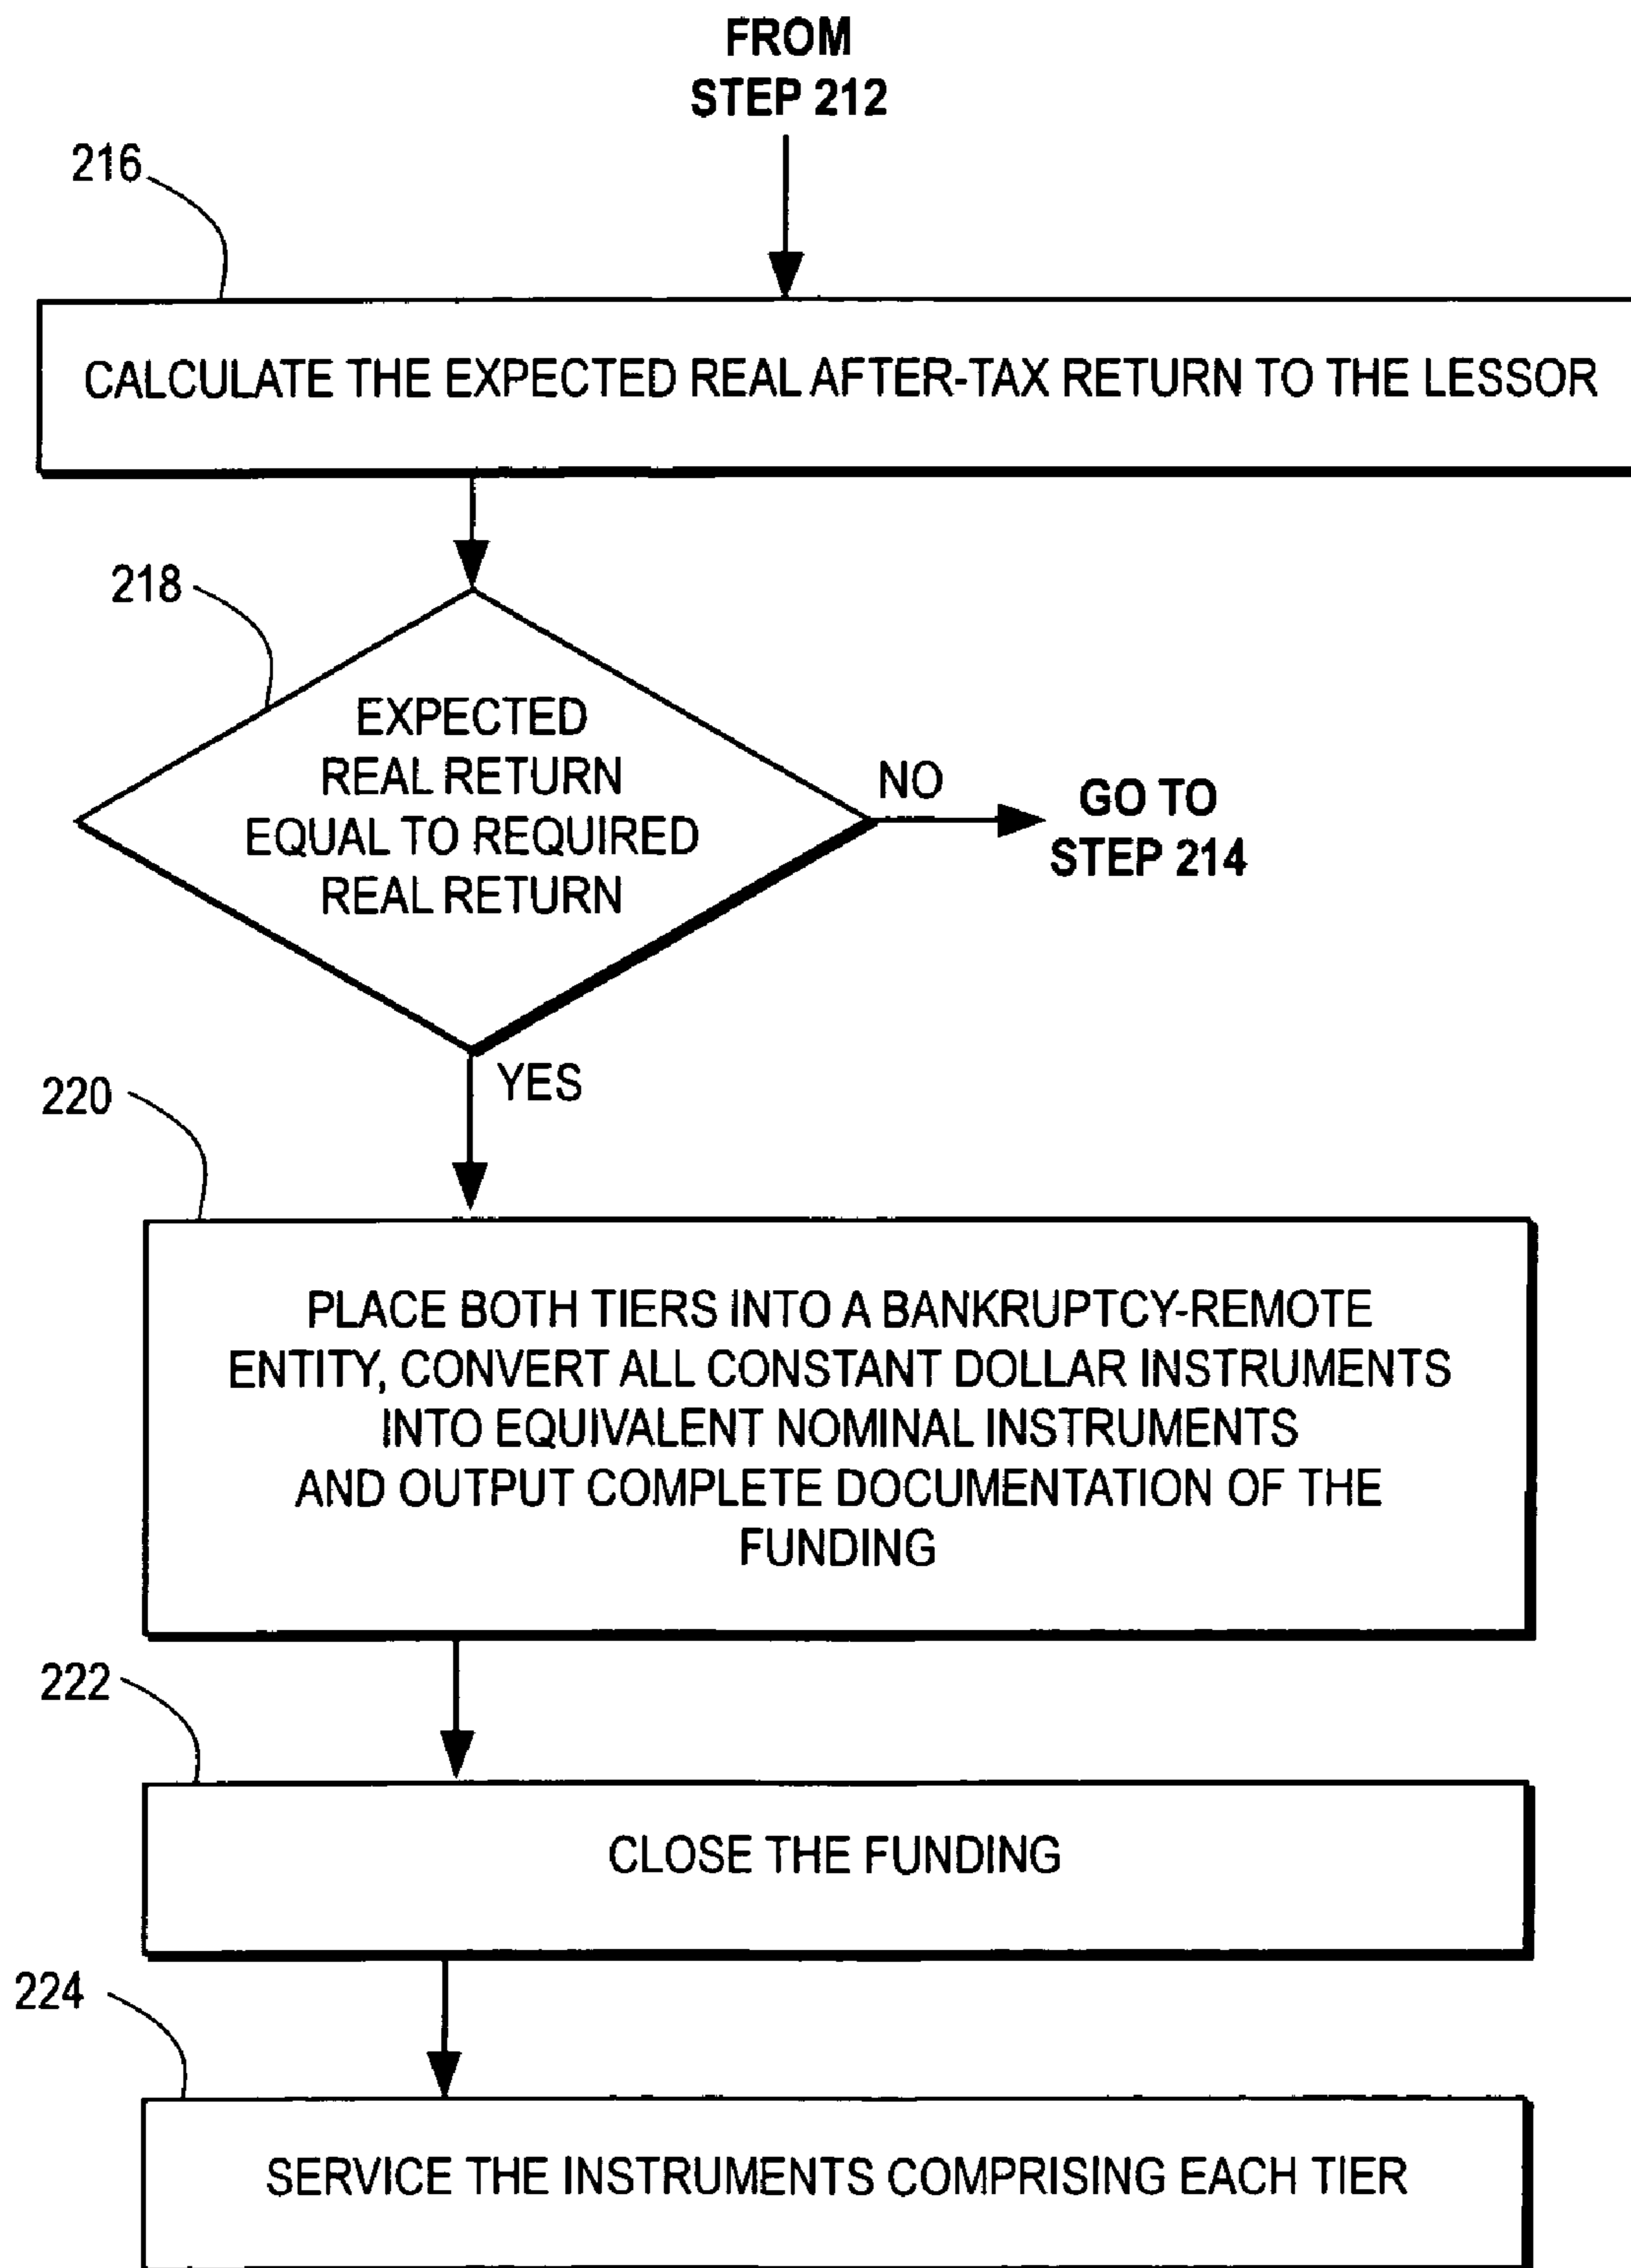 FROM
STEP 212
216
CALCULATE THE EXPECTED REAL AFTER-TAX RETURN TO THE LESSOR
218
EXPECTED
REAL RETURN
EQUAL TO REQUIRED
REAL RETURN
NO
GO TO
STEP 214
YES
220
PLACE BOTH TIERS INTO A BANKRUPTCY-REMOTE
ENTITY, CONVERT ALL CONSTANT DOLLAR INSTRUMENTS
INTO EQUIVALENT NOMINAL INSTRUMENTS
AND OUTPUT COMPLETE DOCUMENTATION OF THE
FUNDING
222
CLOSE THE FUNDING
224
SERVICE THE INSTRUMENTS COMPRISING EACH TIER